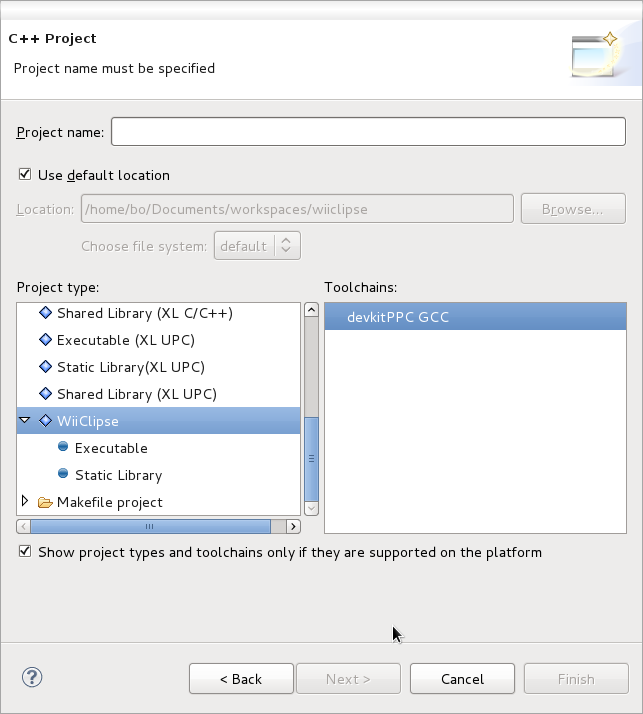 C++ Project
Project name must be specified
Project name:
Use default location
Location: /home/bo/Documents/workspaces/wiiclipse Browse...
Choose file system: default
Project type: Toolchains:
Shared Library (XL C/C++) devkitPPC GCC
Executable (XL UPC)
Static Library(XL UPC)
Shared Library (XL UPC)
WiiClipse
Executable
Static Library
Makefile project
Show project types and toolchains only if they are supported on the platform
? < Back Next > Cancel Finish